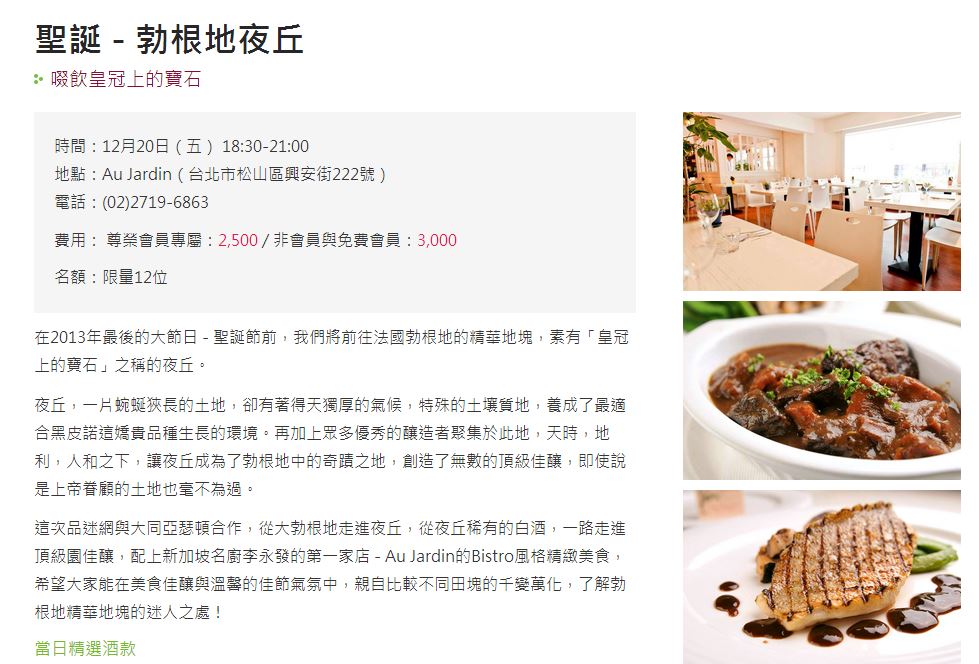 聖誕 - 勃根地夜丘
啜飲皇冠上的寶石
時間：12月20日（五） 18:30-21:00
地點：Au Jardin（台北市松山區興安街222號）
電話：(02)2719-6863
費用： 尊榮會員專屬：2,500 / 非會員與免費會員：3,000
名額：限量12位
在2013年最後的大節日 - 聖誕節前，我們將前往法國勃根地的精華地塊，素有「皇冠
上的寶石」之稱的夜丘。
夜丘，一片蜿蜒狹長的土地，卻有著得天獨厚的氣候，特殊的土壤質地，養成了最適
合黑皮諾這嬌貴品種生長的環境。再加上眾多優秀的釀造者聚集於此地，天時，地
利，人和之下，讓夜丘成為了勃根地中的奇蹟之地，創造了無數的頂級佳釀，即使說
是上帝眷顧的土地也毫不為過。
這次品迷網與大同亞瑟頓合作，從大勃根地走進夜丘，從夜丘稀有的白酒，一路走進
頂級園佳釀，配上新加坡名廚李永發的第一家店 - Au Jardin的Bistro風格精緻美食，
希望大家能在美食佳釀與溫馨的佳節氣氛中，親自比較不同田塊的千變萬化，了解勃
根地精華地塊的迷人之處！
當日精選酒款